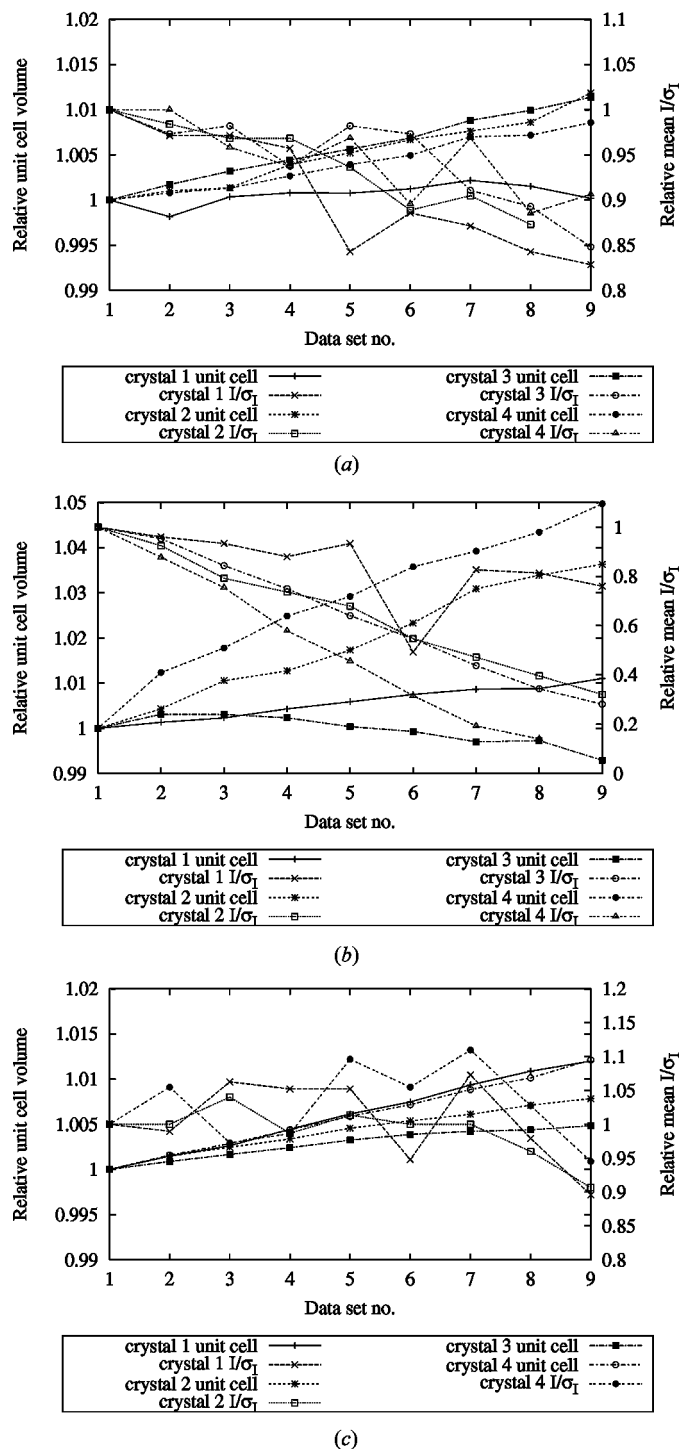 1.02 1.1
1.015 1.05
1.010 1
1.005 0.95
1 0.9
0.995 0.85
0.99 0.8
Relative unit cell volume
Relative mean I/σI
1 2 3 4 5 6 7 8 9
Data set no.
crystal 1 unit cell crystal 3 unit cell
crystal 1 I/σI crystal 3 I/σI
crystal 2 unit cell crystal 4 unit cell
crystal 2 I/σI crystal 4 I/σI
(a)
1.05
1.04 1
1.03 0.8
1.02 0.6
1.01 0.4
1 0.2
0.99 0
Relative unit cell volume
Relative mean I/σI
1 2 3 4 5 6 7 8 9
Data set no.
crystal 1 unit cell crystal 3 unit cell
crystal 1 I/σI crystal 3 I/σI
crystal 2 unit cell crystal 4 unit cell
crystal 2 I/σI crystal 4 I/σI
(b)
1.02 1.2
1.015 1.15
1.1
1.01 1.05
1.005 1
1 0.95
0.9
0.995 0.85
0.99 0.8
Relative unit cell volume
Relative mean I/σI
1 2 3 4 5 6 7 8 9
Data set no.
crystal 1 unit cell crystal 3 unit cell
crystal 1 I/σI crystal 4 unit cell
crystal 2 unit cell crystal 4 I/σI
crystal 2 I/σI
(c)